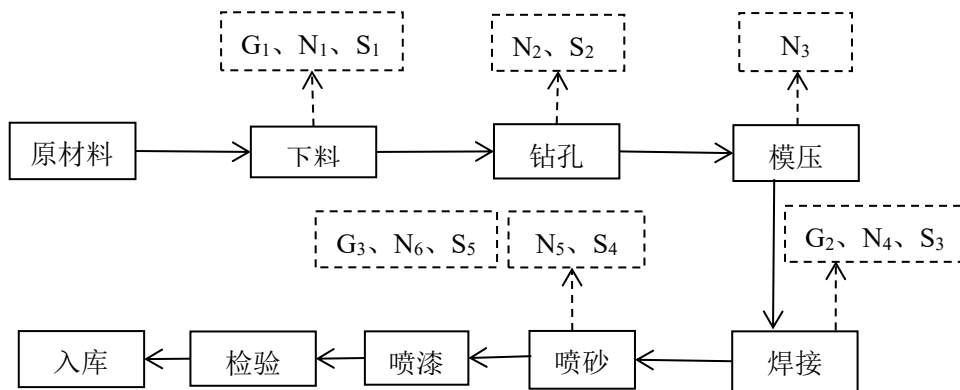 G₁、N₁、S₁
N₂、S₂
N₃
原材料
下料
钻孔
模压
G₃、N₆、S₅
N₅、S₄
G₂、N₄、S₃
入库
检验
喷漆
喷砂
焊接